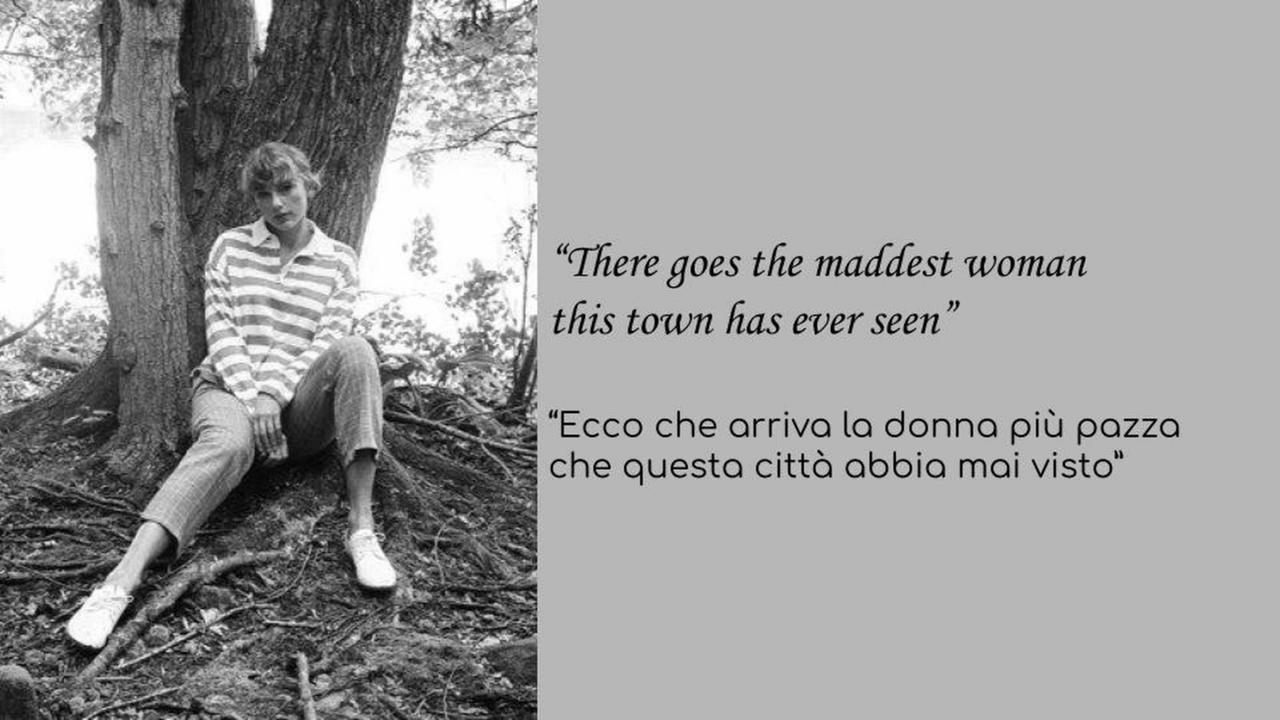 “There goes the maddest woman
this town has ever seen”
“Ecco che arriva la donna più pazza
che questa città abbia mai visto”